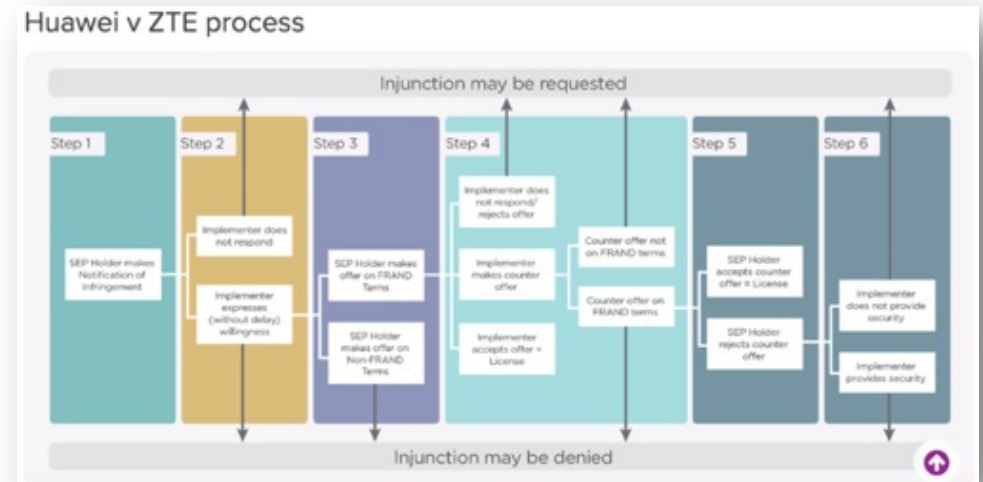 Huawei v ZTE process
Injunction may be requested
Step 1
Step 2
Step 3
Step 4
Step 5
Step 6
SEP Holder makes
Notification of
Infringement
Implementer does
not respond
Implementer
expresses
(without delay)
willingness
SEP Holder makes
offer on FRAND
Terms
SEP Holder
makes offer on
Non-FRAND
Terms
Implementer does
not respond/
rejects offer
Implementer
makes counter
offer
Implementer
accepts offer =
License
Counter offer not
on FRAND terms
Counter offer on
FRAND terms
SEP Holder
accepts counter
offer = License
SEP Holder
rejects counter
offer
Implementer
does not provide
security
Implementer
provides security
Injunction may be denied